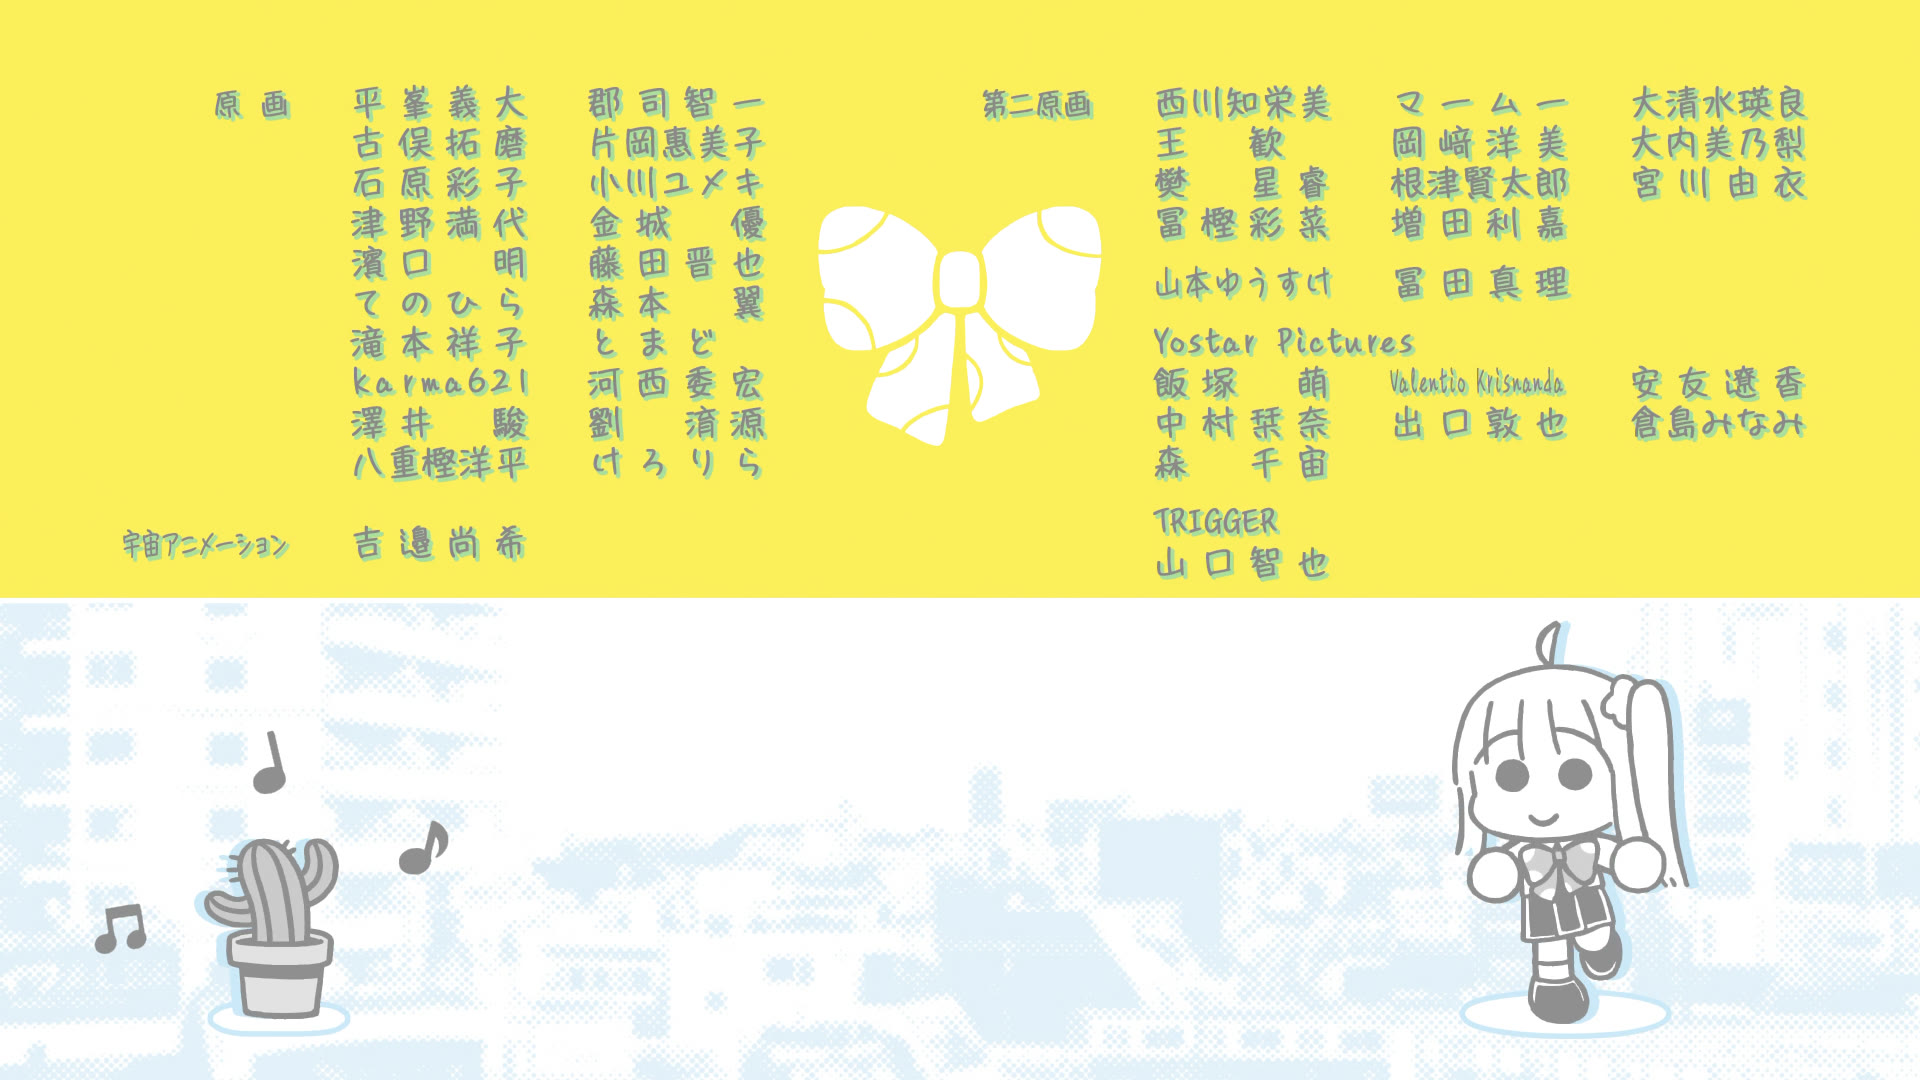 原画 平峯義大 郡司智一
古俣拓磨 片岡惠美子
石原彩子 小川ユメキ
津野満代 金城優
濱口明 藤田晋也
てのひら 森本翼
滝本祥子 とまど
karma621 河西委宏
澤井駿 劉淯源
八重樫洋平 けろりら
宇宙アニメーション 吉邉尚希
第二原画 西川知栄美 マームー 大清水瑛良
王歓 岡﨑洋美 大内美乃梨
樊星睿 根津賢太郎 宮川由衣
冨樫彩菜 増田利嘉
山本ゆうすけ 冨田真理
Yostar Pictures
飯塚萌 Valentio Krisnanda 安友遼香
中村栞奈 出口敦也 倉島みなみ
森千宙
TRIGGER
山口智也